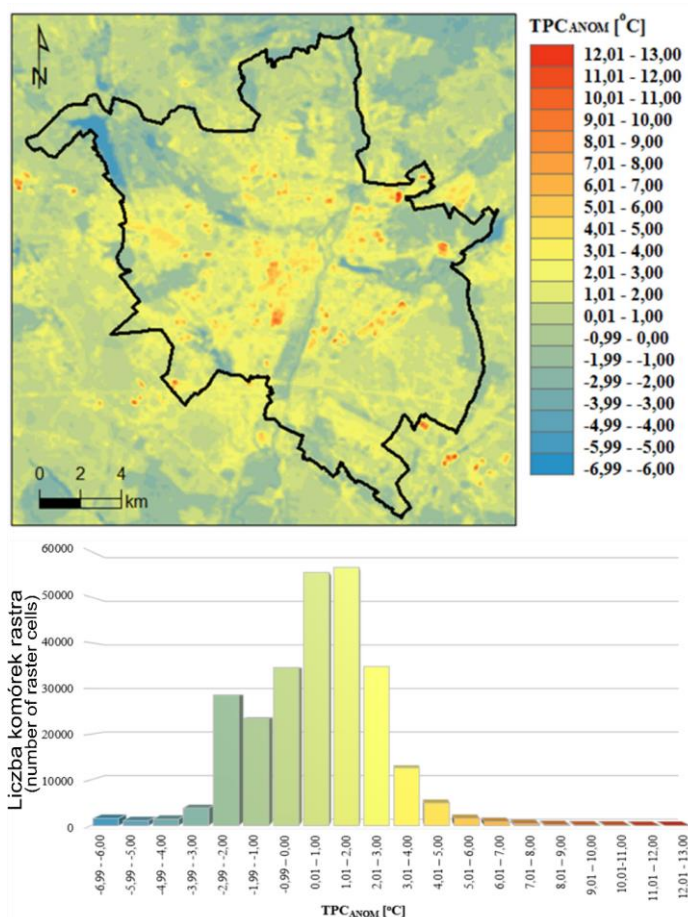 TPCANOM [°C]
N
12,01 - 13,00
11,01 - 12,00
10,01 - 11,00
9,01 - 10,00
8,01 - 9,00
7,01 - 8,00
6,01 - 7,00
5,01 - 6,00
4,01 - 5,00
3,01 - 4,00
2,01 - 3,00
1,01 - 2,00
0,01 - 1,00
-0,99 - 0,00
-1,99 - -1,00
-2,99 - -2,00
-3,99 - -3,00
-4,99 - -4,00
-5,99 - -5,00
-6,99 - -6,00
0 2 4
km
Liczba komórek rastra
(number of raster cells)
60000
50000
40000
30000
20000
10000
0
-6,99 - -6,00
-5,99 - -5,00
-4,99 - -4,00
-3,99 - -3,00
-2,99 - -2,00
-1,99 - -1,00
-0,99 – 0,00
0,01 – 1,00
1,01 – 2,00
2,01 – 3,00
3,01 – 4,00
4,01 – 5,00
5,01 – 6,00
6,01 – 7,00
7,01 – 8,00
8,01 – 9,00
9,01 – 10,00
10,01-11,00
11,01 – 12,00
12,01 - 13,00
TPCANOM [°C]